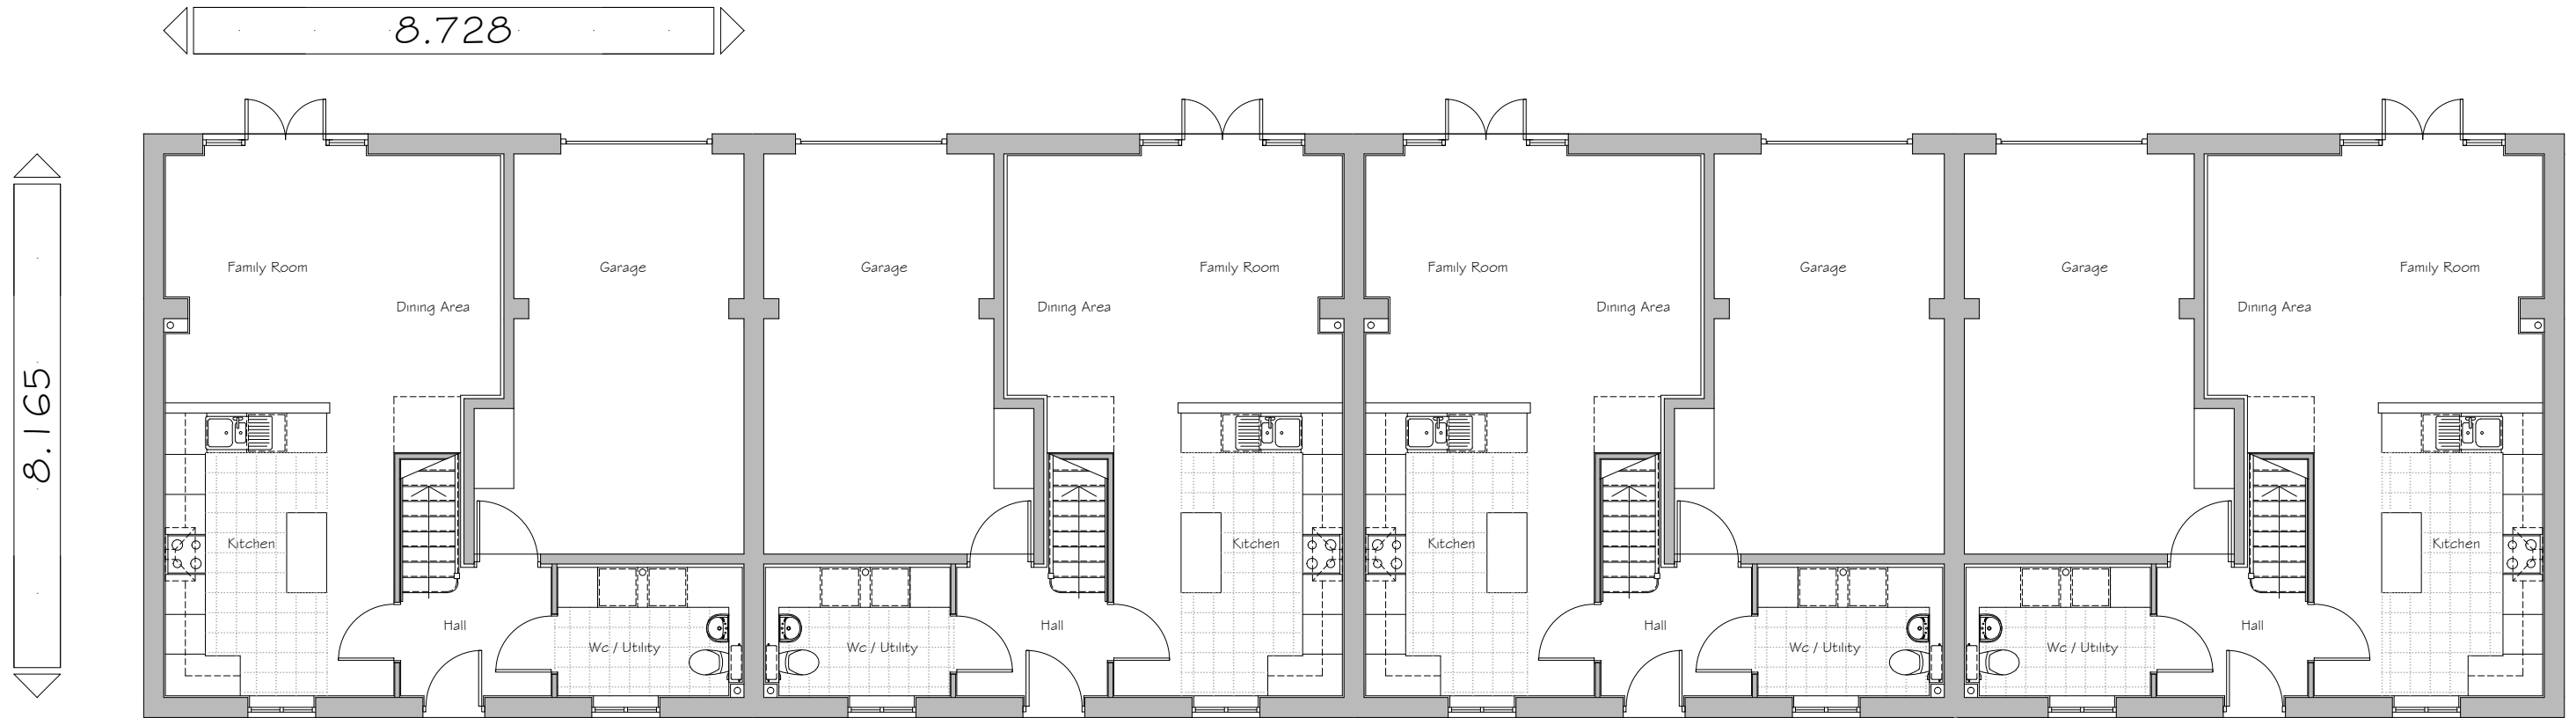 8.728
8.165
Family Room
Garage
Garage
Family Room
Family Room
Garage
Garage
Family Room
Dining Area
Dining Area
Dining Area
Dining Area
Kitchen
Kitchen
Kitchen
Kitchen
Hall
Hall
Hall
Hall
Wc / Utility
Wc / Utility
Wc / Utility
Wc / Utility